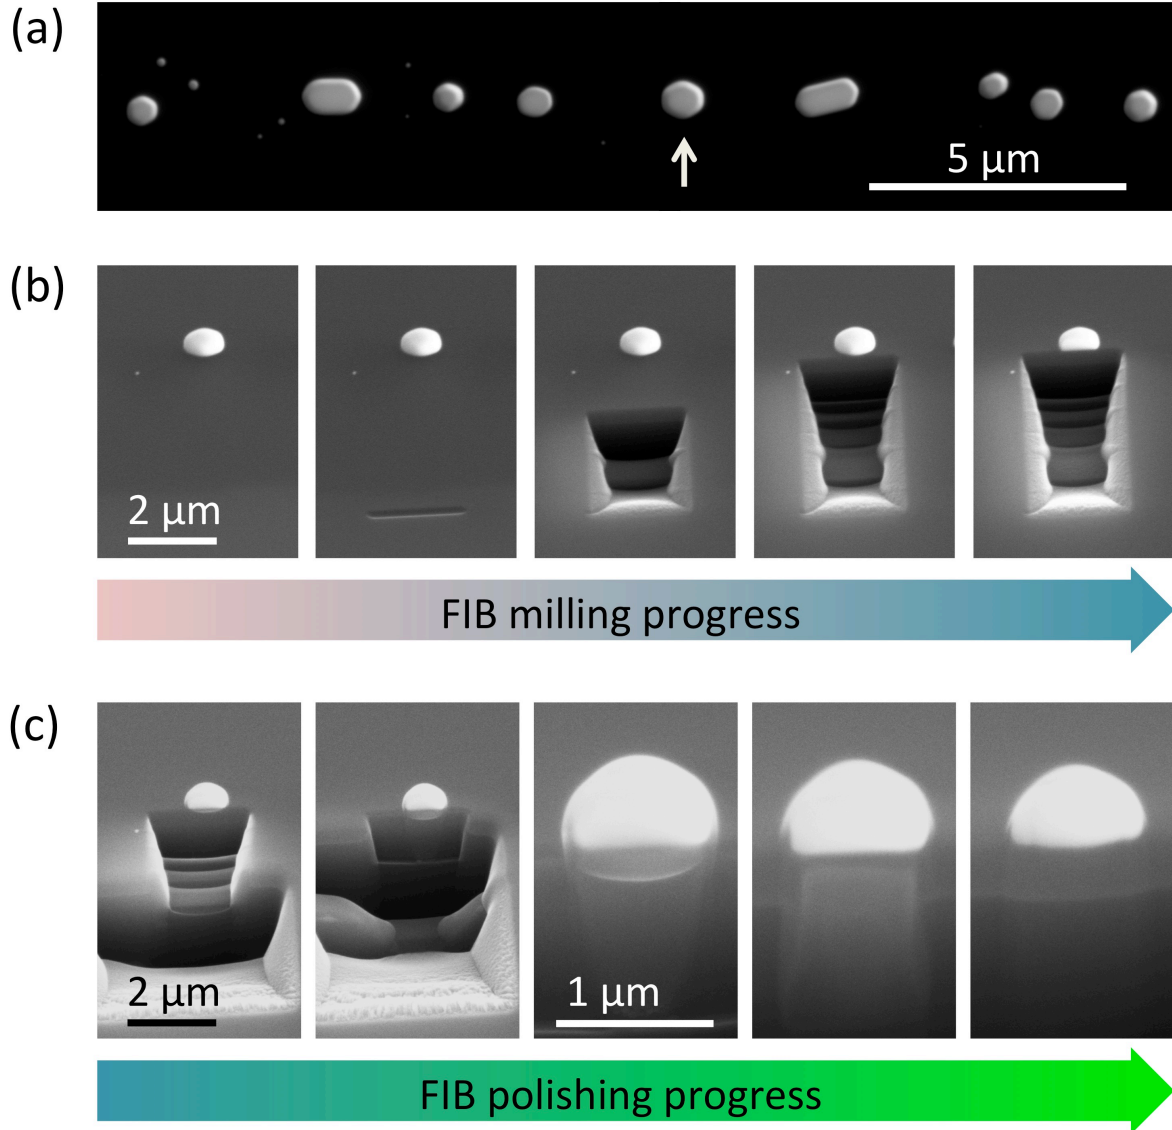 (a)
5 μm
(b)
2 μm
FIB milling progress
(c)
2 μm
1 μm
FIB polishing progress